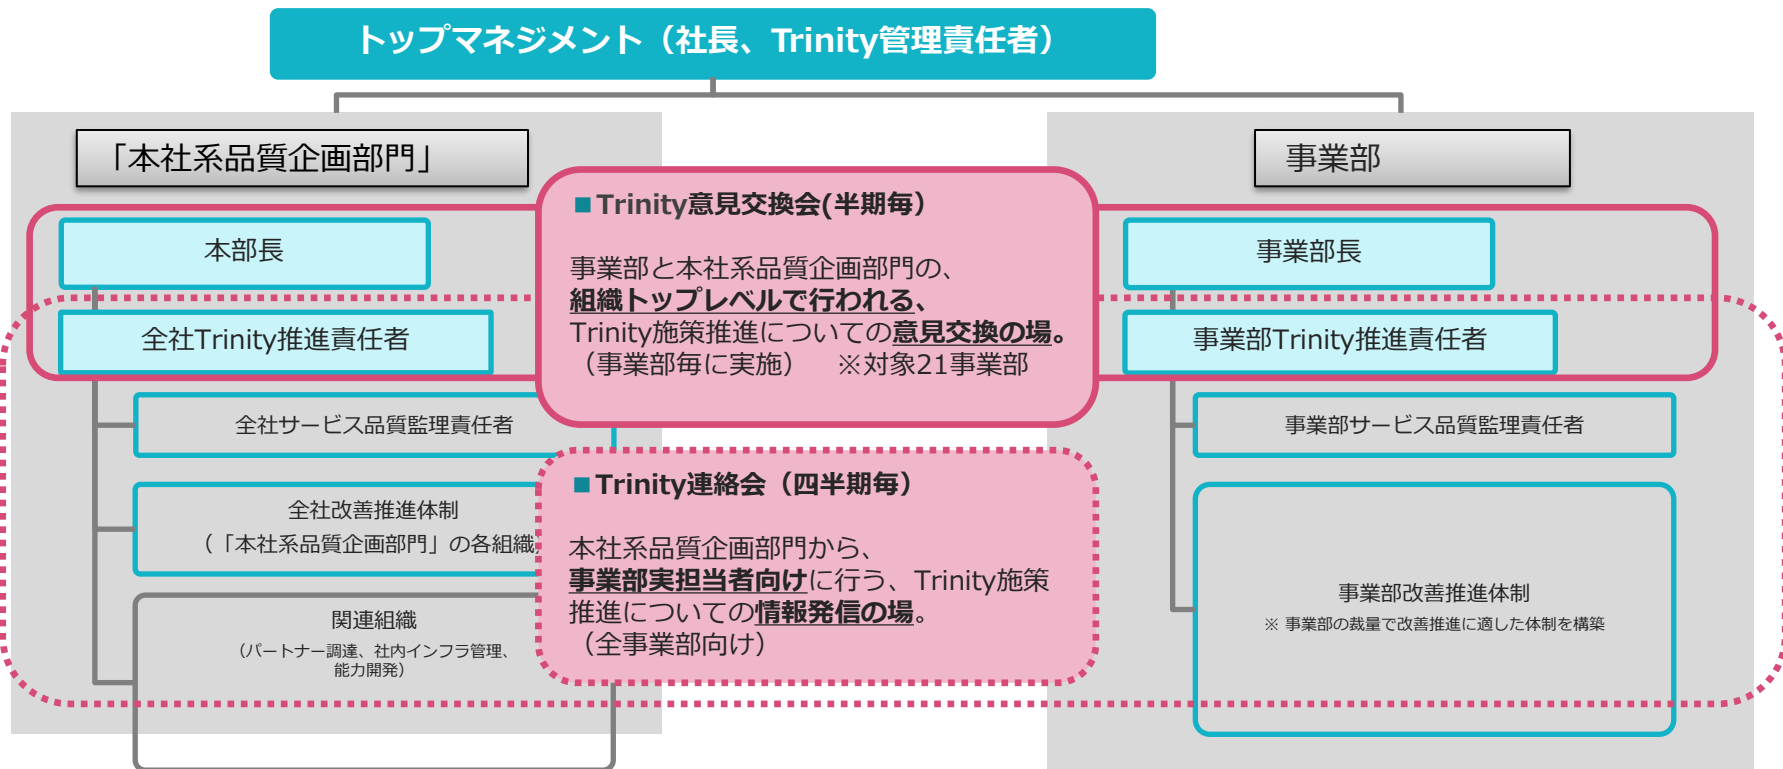 トップマネジメント（社長、Trinity管理責任者）
「本社系品質企画部門」
本部長
全社Trinity推進責任者
全社サービス品質監理責任者
全社改善推進体制
（「本社系品質企画部門」の各組織）
関連組織
（パートナー調達、社内インフラ管理、
能力開発）
■Trinity意見交換会(半期毎）
事業部と本社系品質企画部門の、
組織トップレベルで行われる、
Trinity施策推進についての意見交換の場。
（事業部毎に実施）　※対象21事業部
■Trinity連絡会（四半期毎）
本社系品質企画部門から、
事業部実担当者向けに行う、Trinity施策
推進についての情報発信の場。
（全事業部向け）
事業部
事業部長
事業部Trinity推進責任者
事業部サービス品質監理責任者
事業部改善推進体制
※ 事業部の裁量で改善推進に適した体制を構築